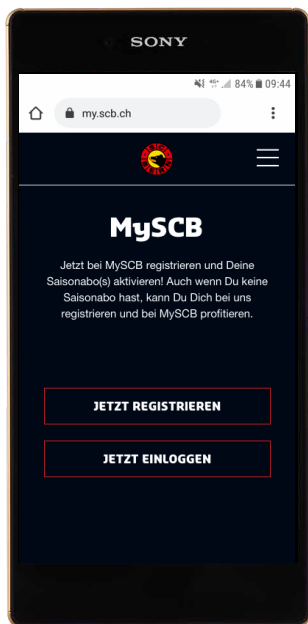 SONY
84% 09:44
my.scb.ch
MySCB
Jetzt bei MySCB registrieren und Deine
Saisonabo(s) aktivieren! Auch wenn Du keine
Saisonabo hast, kann Du Dich bei uns
registrieren und bei MySCB profitieren.
JETZT REGISTRIEREN
JETZT EINLOGGEN